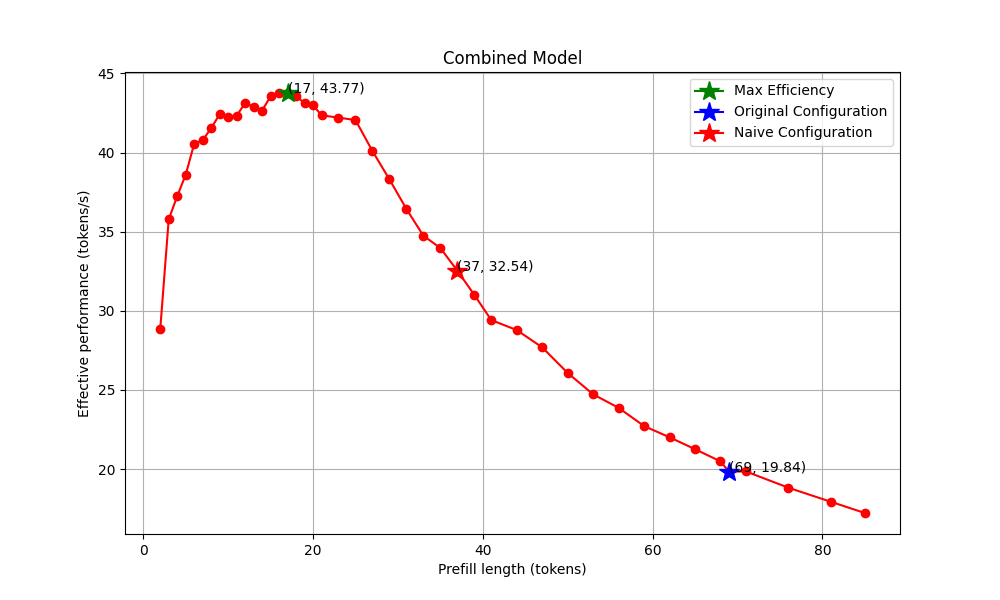 Combined Model
(17, 43.77)
Max Efficiency
Original Configuration
Naive Configuration
(37, 32.54)
(69, 19.84)
45
40
35
30
25
20
Effective performance (tokens/s)
0 20 40 60 80
Prefill length (tokens)